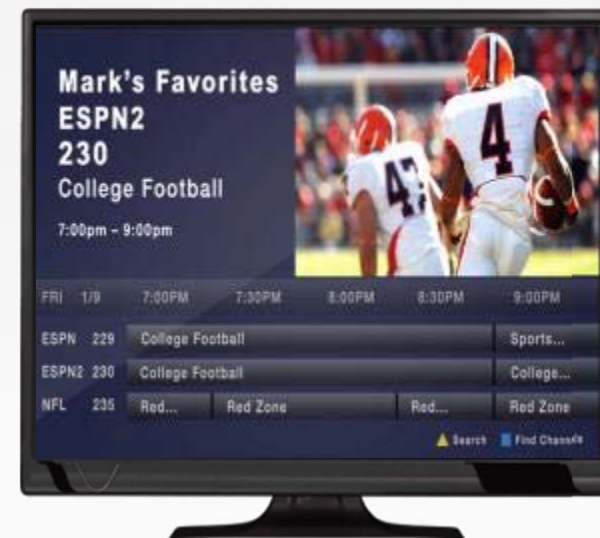 Mark's Favorites
ESPN2
230
College Football
7:00pm – 9:00pm
4
47
FRI 1/9 7:00PM 7:30PM 8:00PM 8:30PM 9:00PM
ESPN 229 College Football Sports...
ESPN2 230 College Football College...
NFL 235 Red... Red Zone Red... Red Zone
Search Find Channels